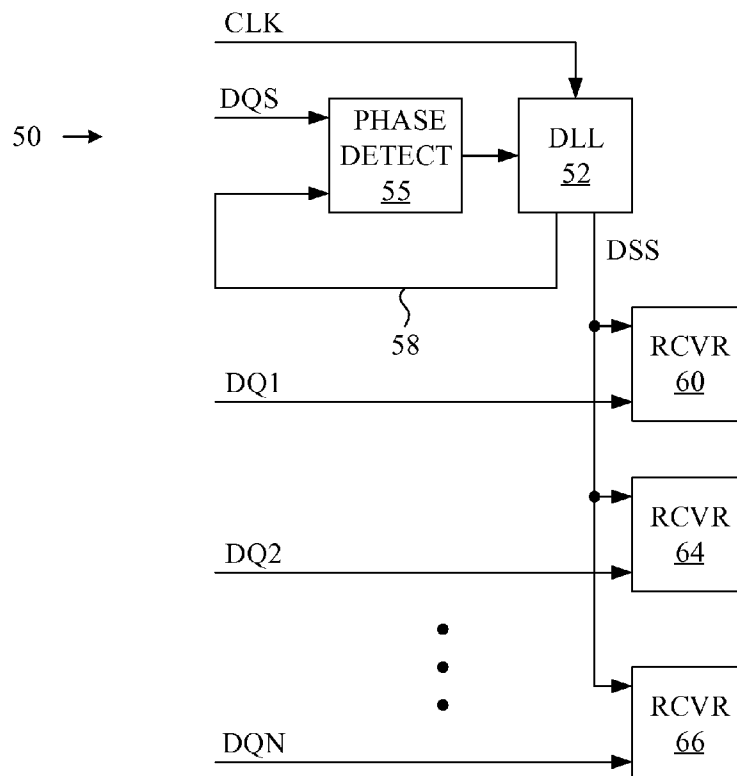 CLK
DQS
50
PHASE
DETECT
55
DLL
52
DSS
58
RCVR
60
DQ1
RCVR
64
DQ2
RCVR
66
DQN